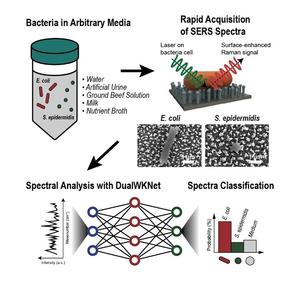 Bacteria in Arbitrary Media
E. coli
S. epidermidis
• Water
• Artificial Urine
• Ground Beef Solution
• Milk
• Nutrient Broth
Rapid Acquisition
of SERS Spectra
Laser on
bacteria cell
Surface-enhanced
Raman signal
E. coli
S. epidermidis
Spectral Analysis with DualWKNet
Wavenumber (cm⁻¹)
Intensity (a.u.)
Spectra Classification
Probability (%)
E. coli
S. epidermidis
Medium